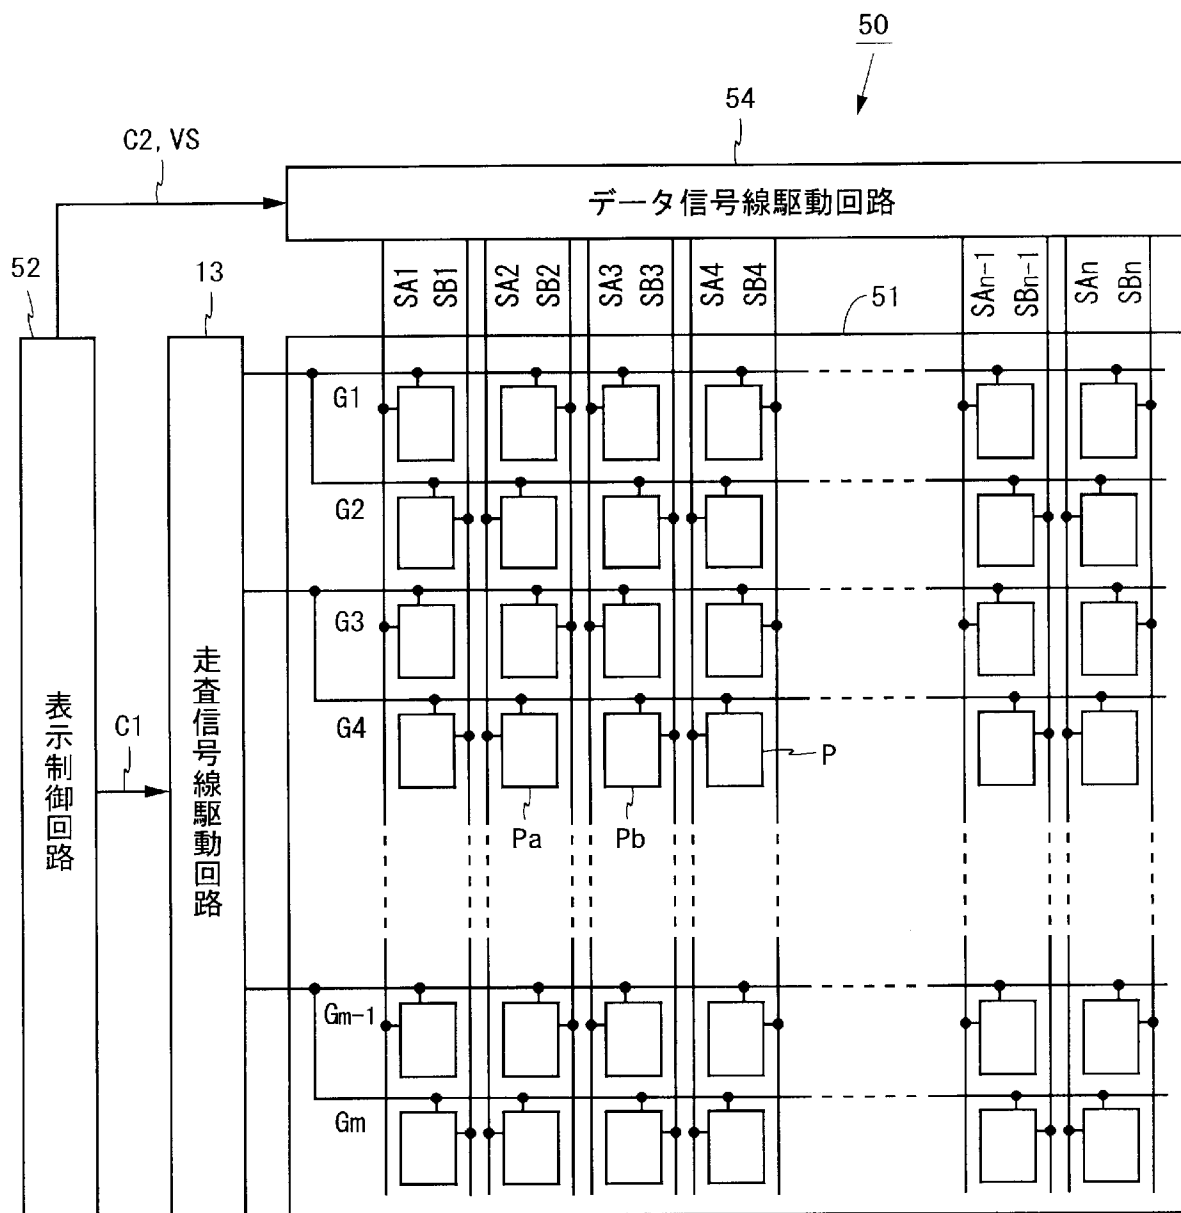 50
54
C2, VS
データ信号線駆動回路
52
13
SA1
SB1
SA2
SB2
SA3
SB3
SA4
SB4
SAn-1
SBn-1
SAn
SBn
51
G1
G2
G3
G4
表示制御回路
C1
走査信号線駆動回路
P
Pa
Pb
Gm-1
Gm